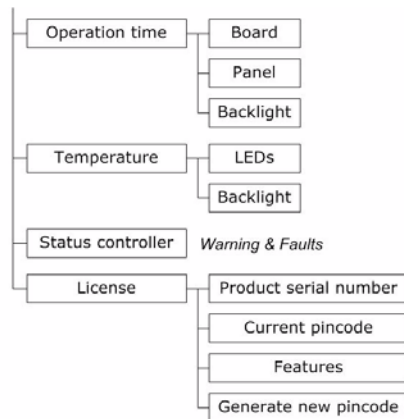 Operation time
Board
Panel
Backlight
Temperature
LEDs
Backlight
Status controller
Warning & Faults
License
Product serial number
Current pincode
Features
Generate new pincode